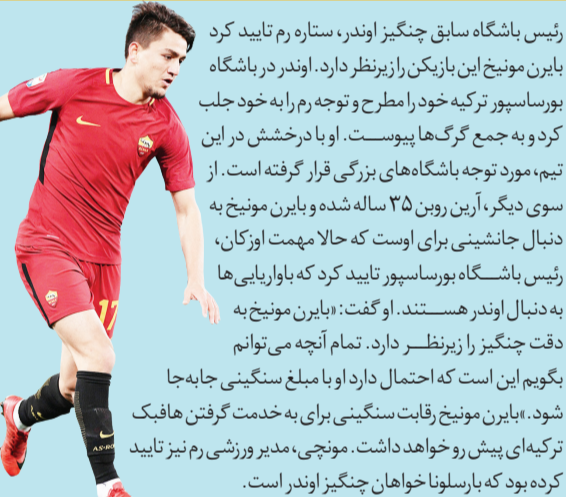 رئیس باشگاه سابق چنگیز اوندر، ستاره رم تایید کرد
بایرن مونیخ این بازیکن را زیرنظر دارد. اوندر در باشگاه
بورساسپور ترکیه خود را مطرح و توجه رم را به خود جلب
کرد و به جمع گرگ‌ها پیوست. او با درخشش در این
تیم، مورد توجه باشگاه‌های بزرگی قرار گرفته است. از
سوی دیگر، آرین روبن ۳۵ ساله شده و بایرن مونیخ به
دنبال جانشینی برای اوست که حالا مهمت اوزکان،
رئیس باشگاه بورساسپور تایید کرد که باواریایی‌ها
به دنبال اوندر هستند. او گفت: «بایرن مونیخ به
دقت چنگیز را زیرنظر دارد. تمام آنچه می‌توانم
بگویم این است که احتمال دارد او با مبلغ سنگینی جابه‌جا
شود.» بایرن مونیخ رقابت سنگینی برای به خدمت گرفتن هافبک
ترکیه‌ای پیش رو خواهد داشت. مونچی، مدیر ورزشی رم نیز تایید
کرده بود که بارسلونا خواهان چنگیز اوندر است.
17
AS-RO